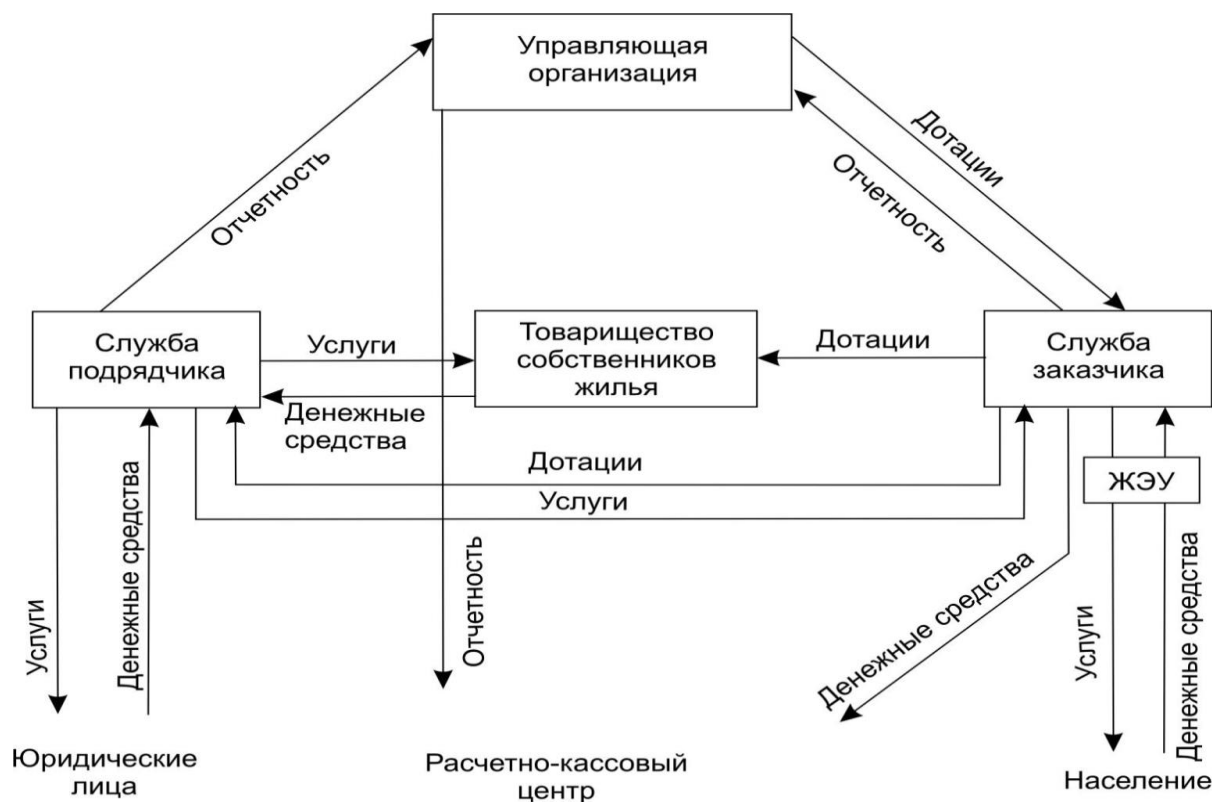 Управляющая
организация
Отчетность
Дотации
Отчетность
Служба
подрядчика
Услуги
Товарищество
собственников
жилья
Дотации
Служба
заказчика
Денежные
средства
Дотации
Услуги
ЖЭУ
Услуги
Денежные средства
Отчетность
Денежные средства
Услуги
Денежные средства
Юридические
лица
Расчетно-кассовый
центр
Население